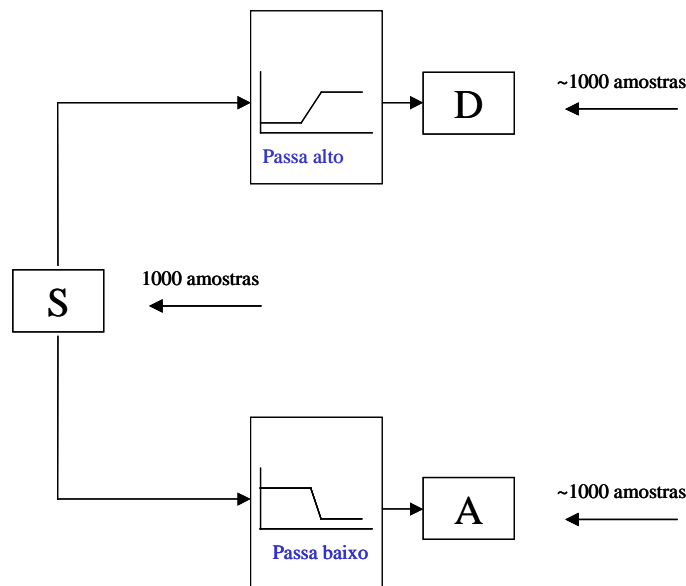 ~1000 amostras
D
Passa alto
1000 amostras
S
~1000 amostras
A
Passa baixo